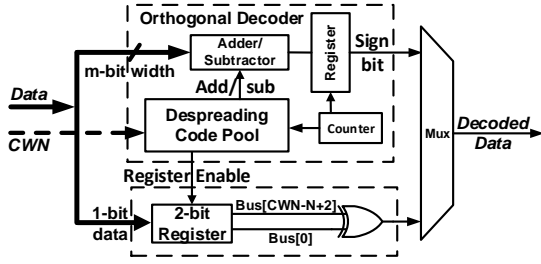 Orthogonal Decoder
Adder/
Subtractor
Register
Sign
bit
m-bit width
Add/ sub
Data
CWN
Despreading
Code Pool
Counter
Mux
Decoded
Data
Register Enable
1-bit
data
2-bit
Register
Bus[CWN-N+2]
Bus[0]